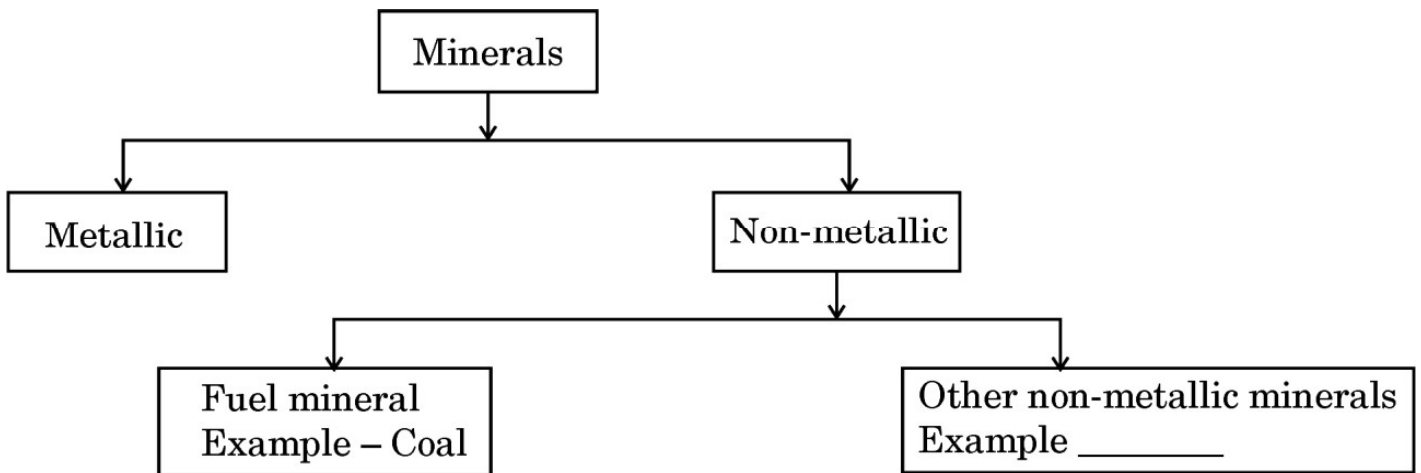 Minerals
Metallic
Non-metallic
Fuel mineral
Example – Coal
Other non-metallic minerals
Example ________